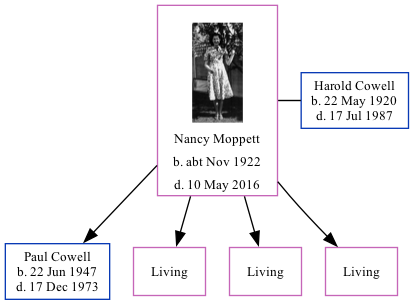 Harold Cowell
b. 22 May 1920
d. 17 Jul 1987
Nancy Moppett
b. abt Nov 1922
d. 10 May 2016
Paul Cowell
b. 22 Jun 1947
d. 17 Dec 1973
Living
Living
Living